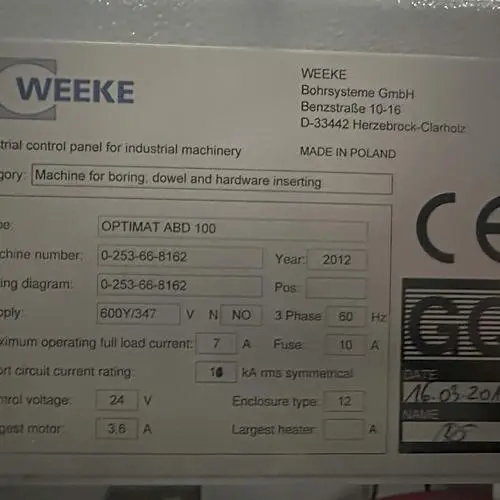 WEEKE
WEEKE
Bohrsysteme GmbH
Benzstraße 10-16
D-33442 Herzebrock-Clarholz
strial control panel for industrial machinery MADE IN POLAND
gory: Machine for boring, dowel and hardware inserting
pe: OPTIMAT ABD 100
chine number: 0-253-66-8162 Year: 2012
ing diagram: 0-253-66-8162 Pos:
pply: 600Y/347 V N NO 3 Phase 60 Hz
ximum operating full load current: 7 A Fuse: 10 A
ort circuit current rating: kA rms symmetrical
ntrol voltage: 24 V Enclosure type: 12
gest motor: 3,6 A Largest heater: A
CE
DATE
16.03.201
NAME